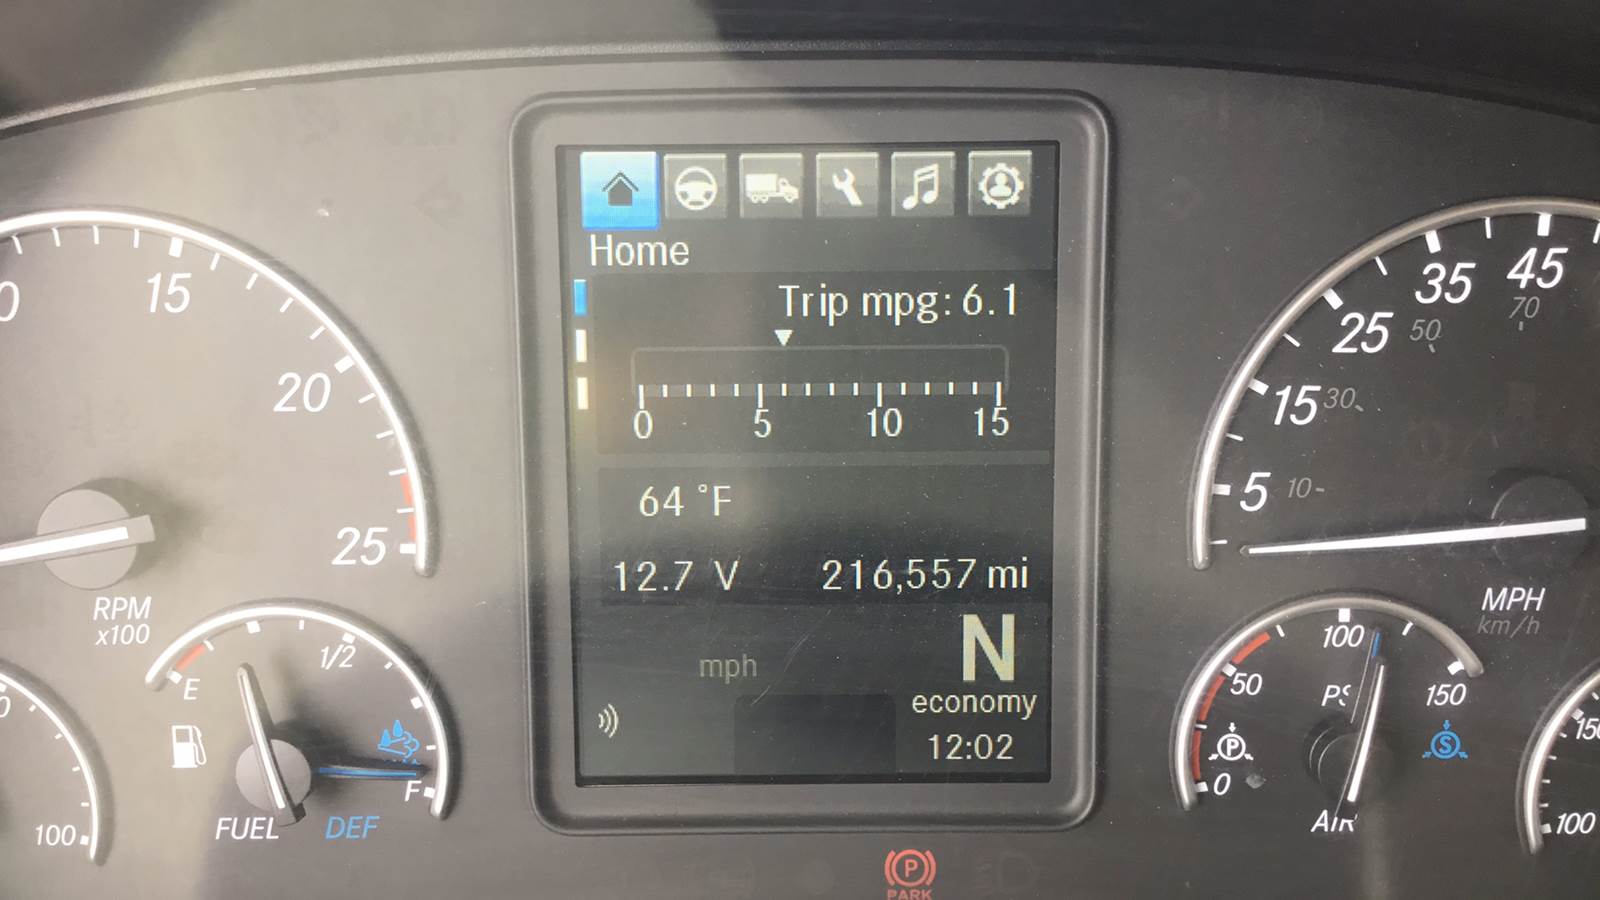 Home
Trip mpg: 6.1
0 5 10 15
64 °F
12.7 V 216,557 mi
mph N
economy
12:02
15
20
25
RPM
x100
E 1/2 F
FUEL DEF
100
5 15 25 35 45
10 30 50 70
MPH
km/h
0 50 100 150
P
S
AIR
100
P
PARK